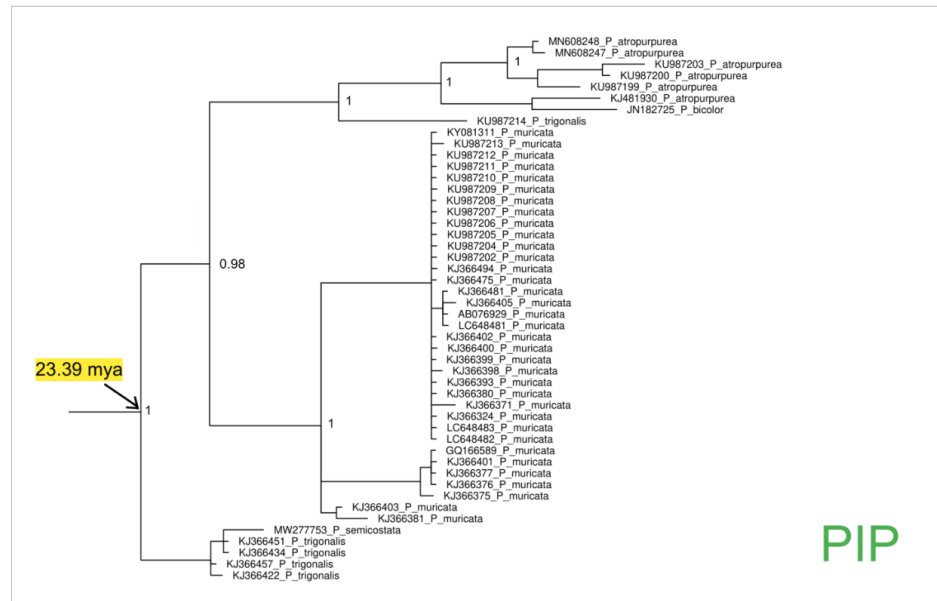 MN608248_P_atropurpurea
MN608247_P_atropurpurea
1
KU987203_P_atropurpurea
KU987200_P_atropurpurea
1
KU987199_P_atropurpurea
KJ481930_P_atropurpurea
1
JN182725_P_bicolor
KU987214_P_trigonalis
KY081311_P_muricata
KU987213_P_muricata
KU987212_P_muricata
KU987211_P_muricata
KU987210_P_muricata
KU987209_P_muricata
KU987208_P_muricata
KU987207_P_muricata
KU987206_P_muricata
KU987205_P_muricata
KU987204_P_muricata
KU987202_P_muricata
0.98
KJ366494_P_muricata
KJ366475_P_muricata
KJ366481_P_muricata
KJ366405_P_muricata
AB076929_P_muricata
LC648481_P_muricata
KJ366402_P_muricata
KJ366400_P_muricata
KJ366399_P_muricata
23.39 mya
KJ366398_P_muricata
KJ366393_P_muricata
KJ366380_P_muricata
KJ366371_P_muricata
1
KJ366324_P_muricata
1
LC648483_P_muricata
LC648482_P_muricata
GQ166589_P_muricata
KJ366401_P_muricata
KJ366377_P_muricata
KJ366376_P_muricata
KJ366375_P_muricata
KJ366403_P_muricata
KJ366381_P_muricata
MW277753_P_semicostata
KJ366451_P_trigonalis
PIP
KJ366434_P_trigonalis
KJ366457_P_trigonalis
KJ366422_P_trigonalis